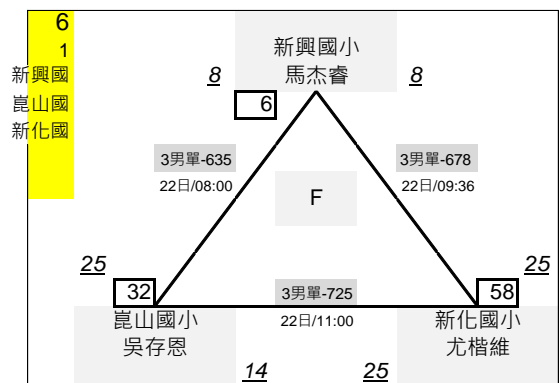 6
1
新興國
崑山國
新化國
新興國小
馬杰睿
8
8
6
3男單-635
22日/08:00
3男單-678
22日/09:36
F
25
25
32
58
3男單-725
22日/11:00
崑山國小
吳存恩
新化國小
尤楷維
14
25